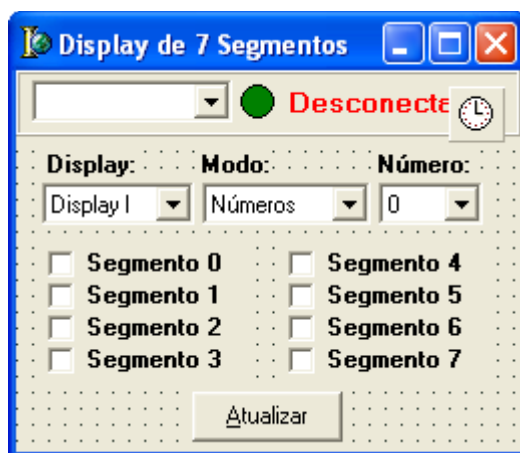 Display de 7 Segmentos
Desconecta
Display: Modo: Número:
Display I Números 0
Segmento 0 Segmento 4
Segmento 1 Segmento 5
Segmento 2 Segmento 6
Segmento 3 Segmento 7
Atualizar